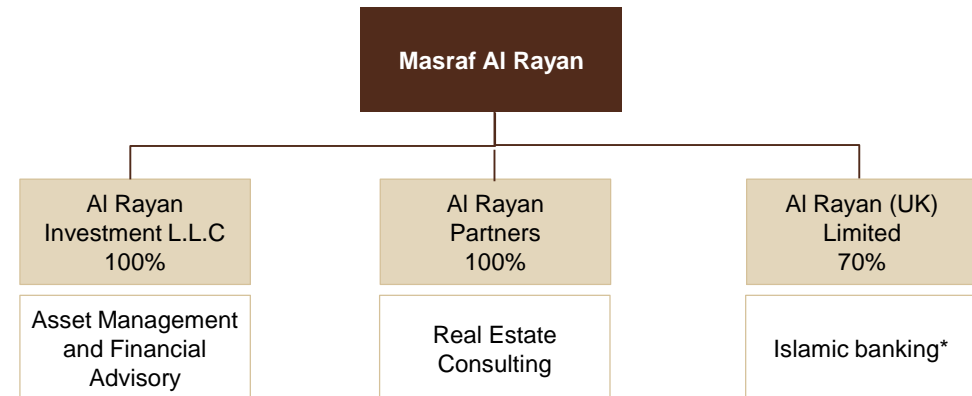 Masraf Al Rayan
Al Rayan
Investment L.L.C
100%
Al Rayan
Partners
100%
Al Rayan (UK)
Limited
70%
Asset Management
and Financial
Advisory
Real Estate
Consulting
Islamic banking*